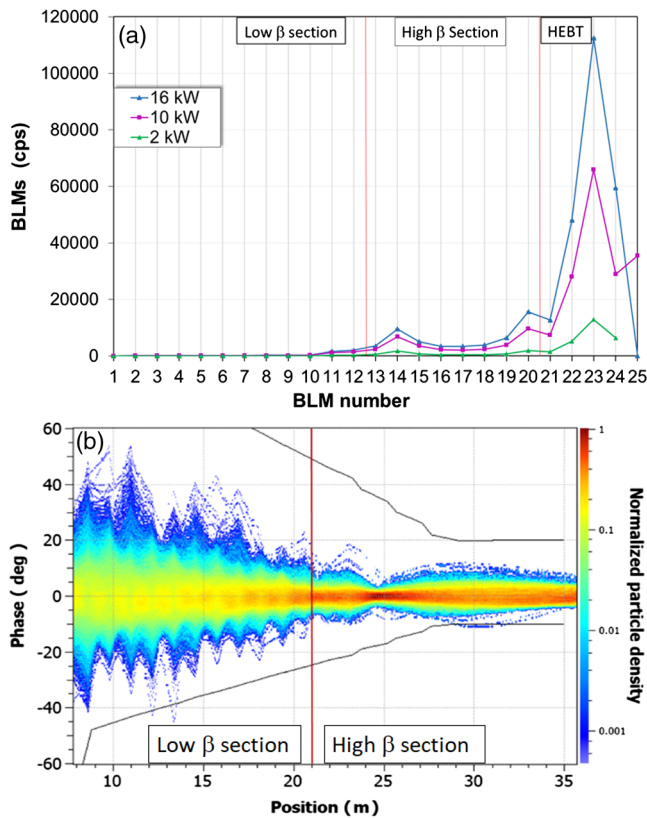 (a)
Low β section
High β Section
HEBT
120000
100000
80000
60000
40000
20000
0
BLMs (cps)
16 kW
10 kW
2 kW
1 2 3 4 5 6 7 8 9 10 11 12 13 14 15 16 17 18 19 20 21 22 23 24 25
BLM number
(b)
60
40
20
0
-20
-40
-60
Phase ( deg )
Low β section
High β section
10 15 20 25 30 35
Position ( m )
1
0.1
0.01
0.001
Normalized particle density